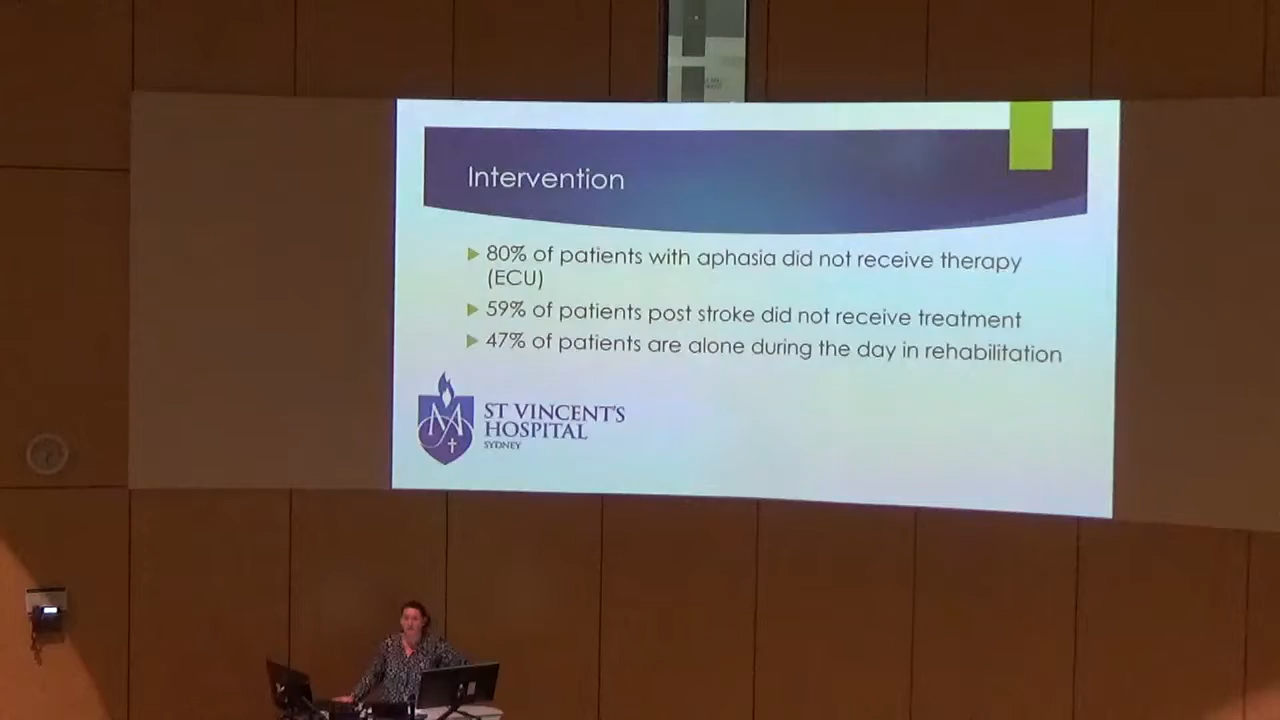 Intervention
80% of patients with aphasia did not receive therapy
(ECU)
59% of patients post stroke did not receive treatment
47% of patients are alone during the day in rehabilitation
ST VINCENT'S
HOSPITAL
SYDNEY